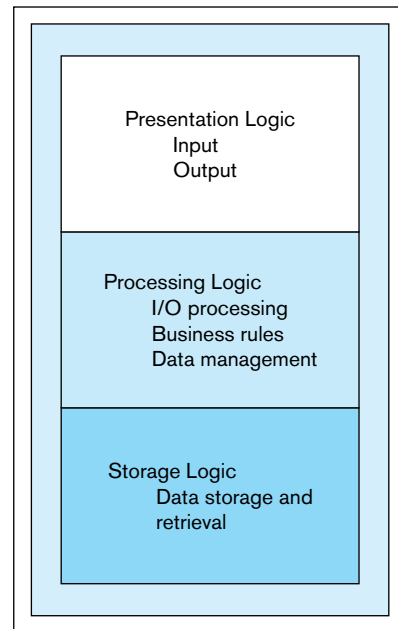 Presentation Logic
Input
Output
Processing Logic
I/O processing
Business rules
Data management
Storage Logic
Data storage and
retrieval